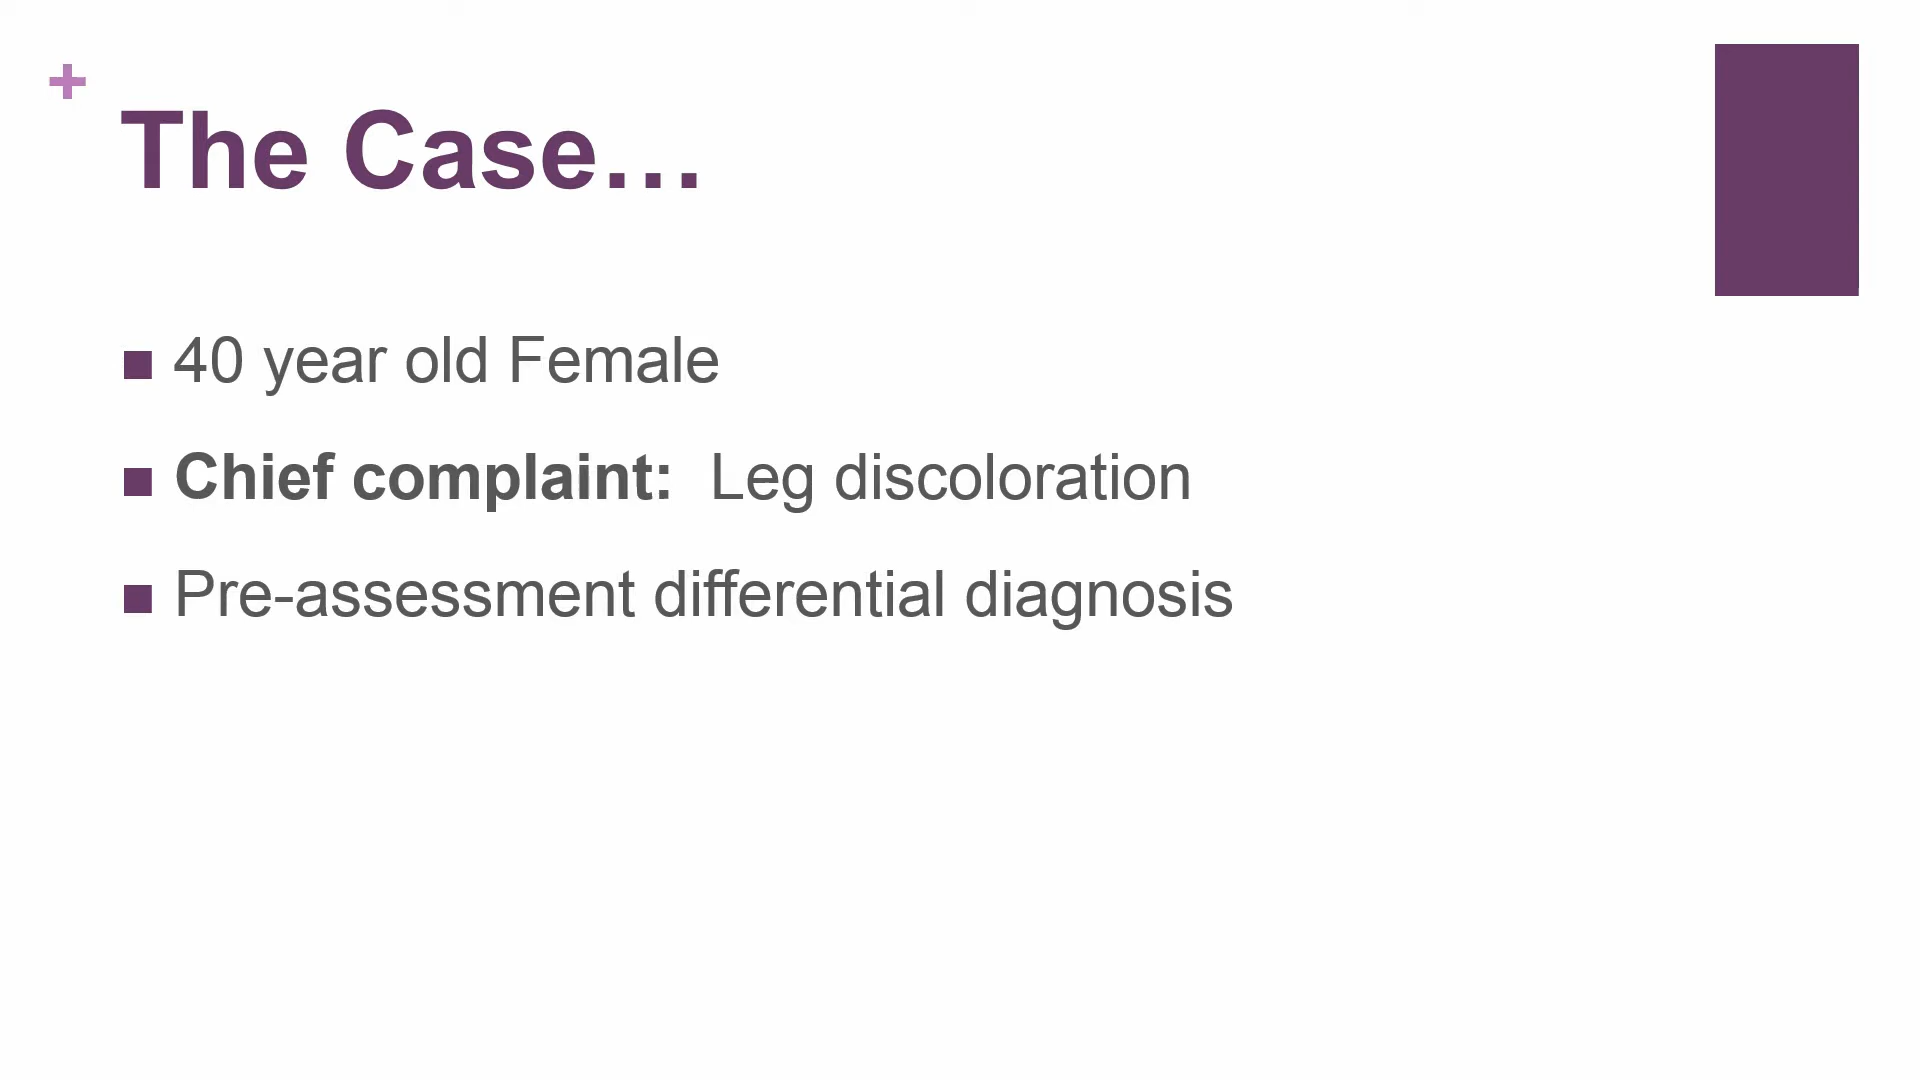 +
The Case…
40 year old Female
Chief complaint:  Leg discoloration
Pre-assessment differential diagnosis